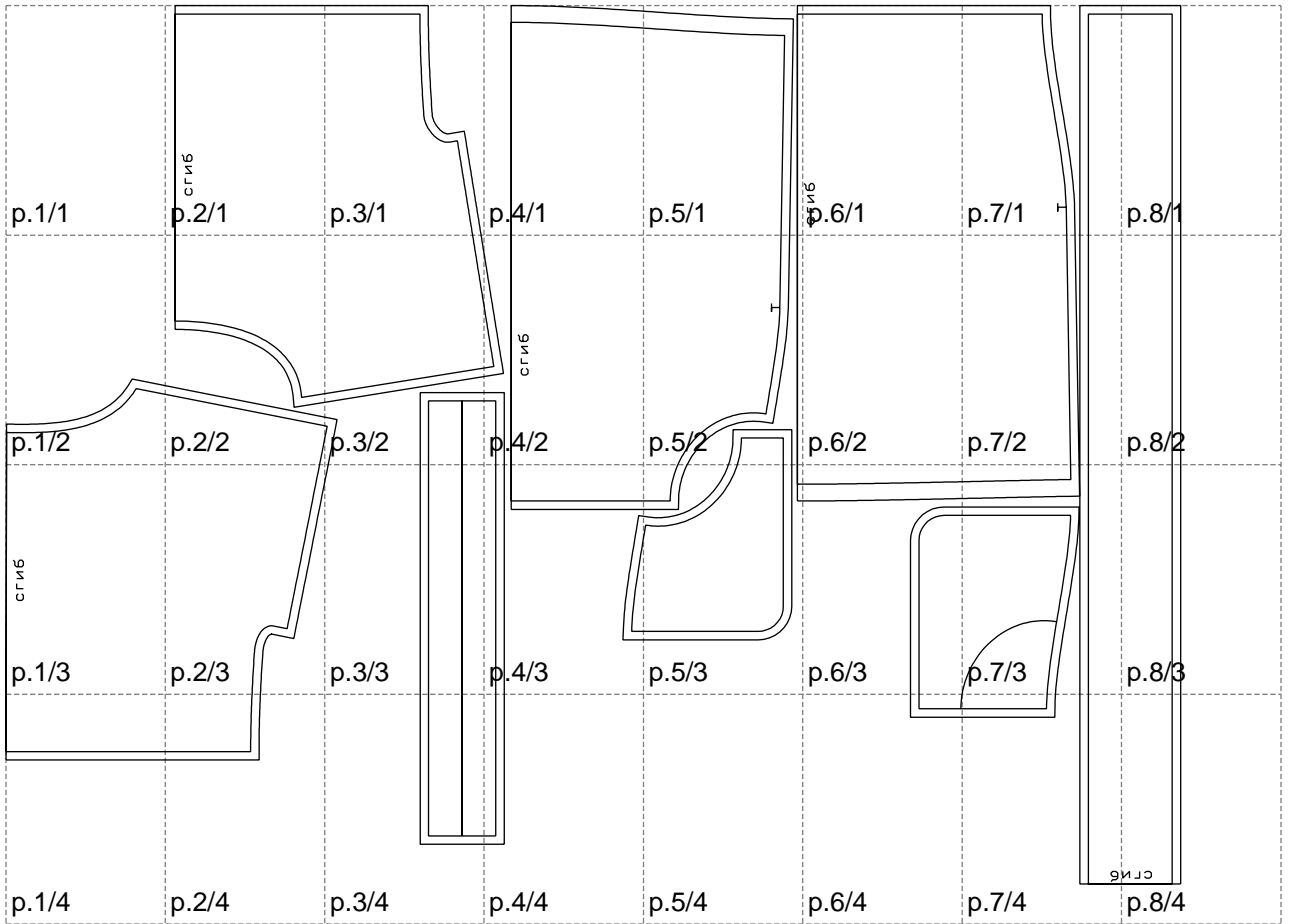 сгиб
p.1/1
p.2/1
p.3/1
p.4/1
p.5/1
сгиб
p.6/1
p.7/1
p.8/1
сгиб
p.1/2
p.2/2
p.3/2
p.4/2
p.5/2
p.6/2
p.7/2
p.8/2
сгиб
p.1/3
p.2/3
p.3/3
p.4/3
p.5/3
p.6/3
p.7/3
p.8/3
сгиб
p.1/4
p.2/4
p.3/4
p.4/4
p.5/4
p.6/4
p.7/4
p.8/4